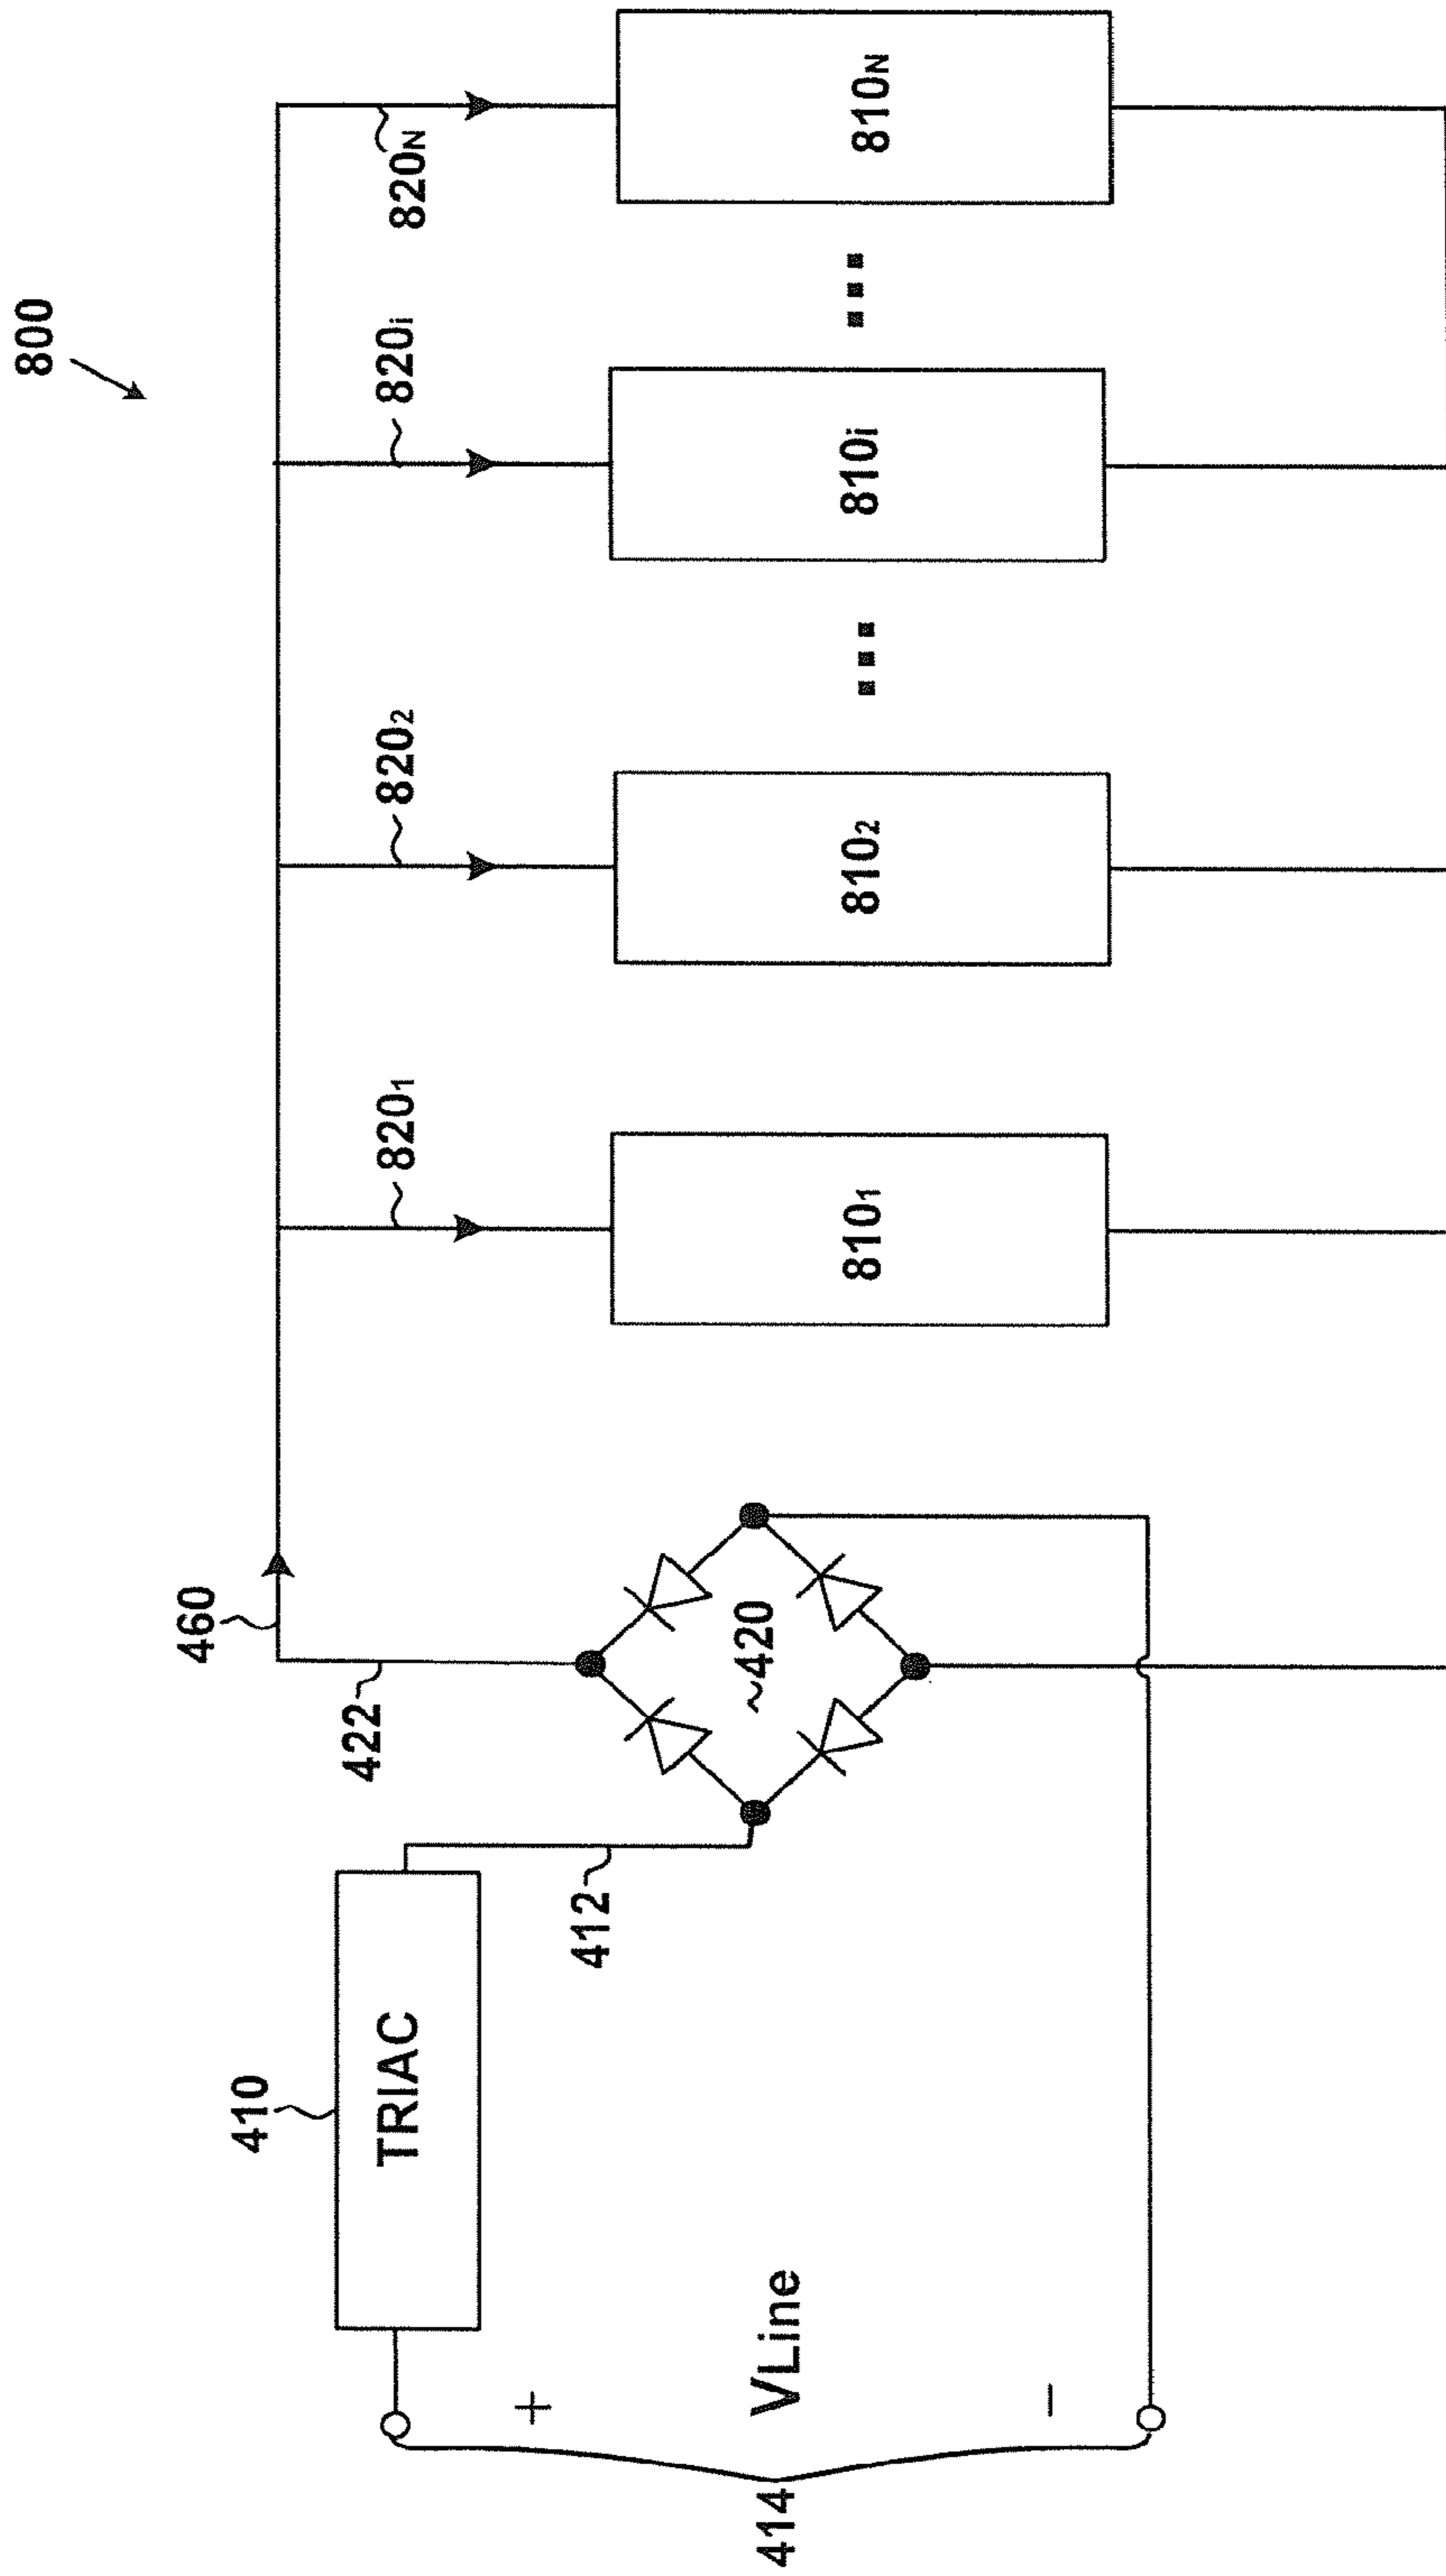 800
460
422
820₁
820₂
820ᵢ
820N
410
TRIAC
412
~420
810₁
810₂
810ᵢ
810N
414
+
VLine
−